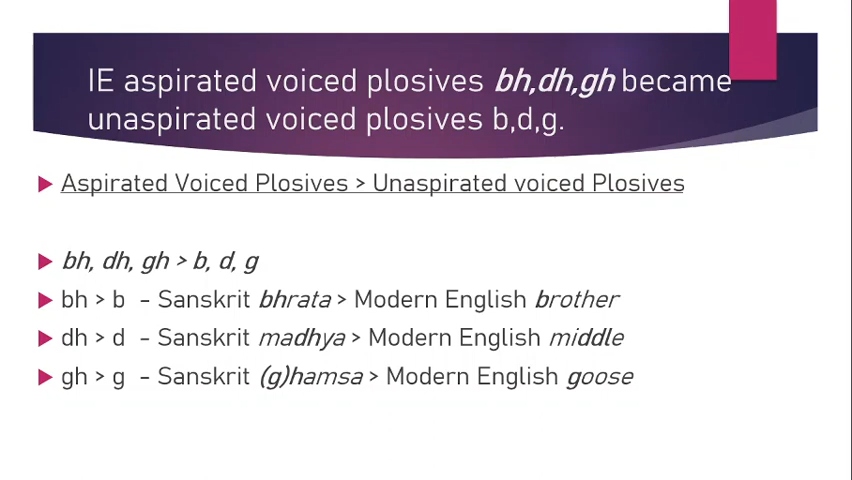 IE aspirated voiced plosives bh,dh,gh became
unaspirated voiced plosives b,d,g.
Aspirated Voiced Plosives > Unaspirated voiced Plosives
bh, dh, gh > b, d, g
bh > b - Sanskrit bhrata > Modern English brother
dh > d - Sanskrit madhya > Modern English middle
gh > g - Sanskrit (g)hamsa > Modern English goose